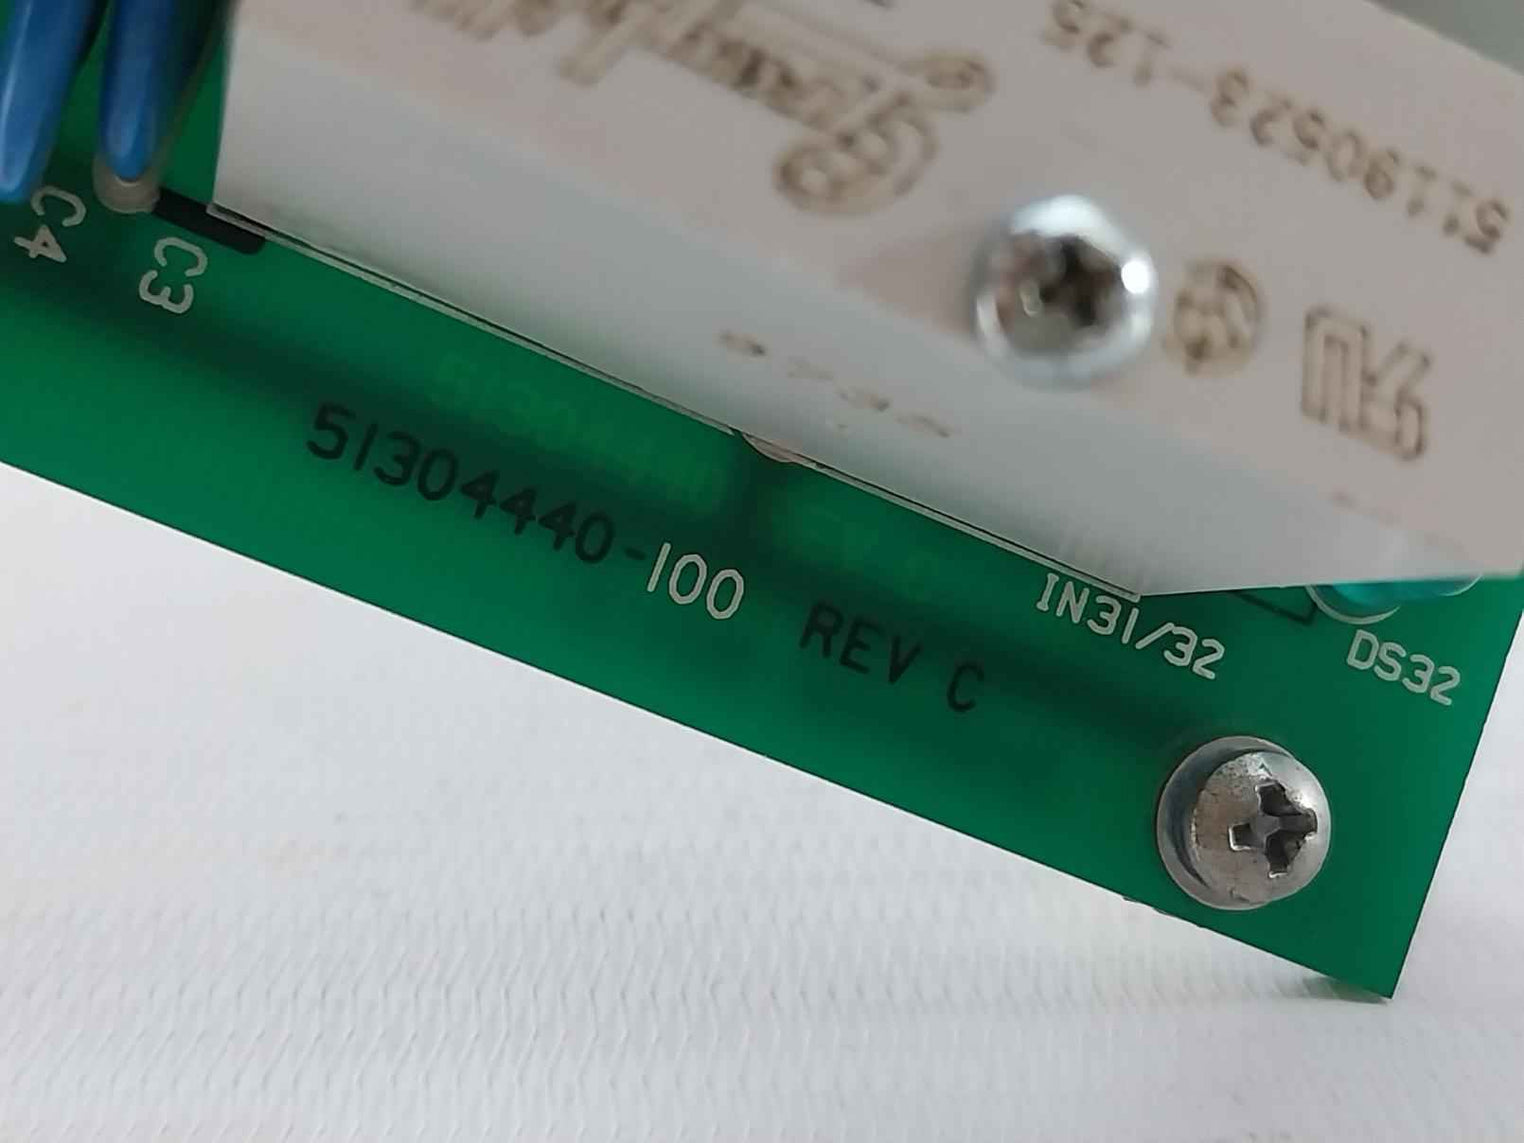 51190523-125
C4
C3
51304440-100 REV C
IN31/32
DS32